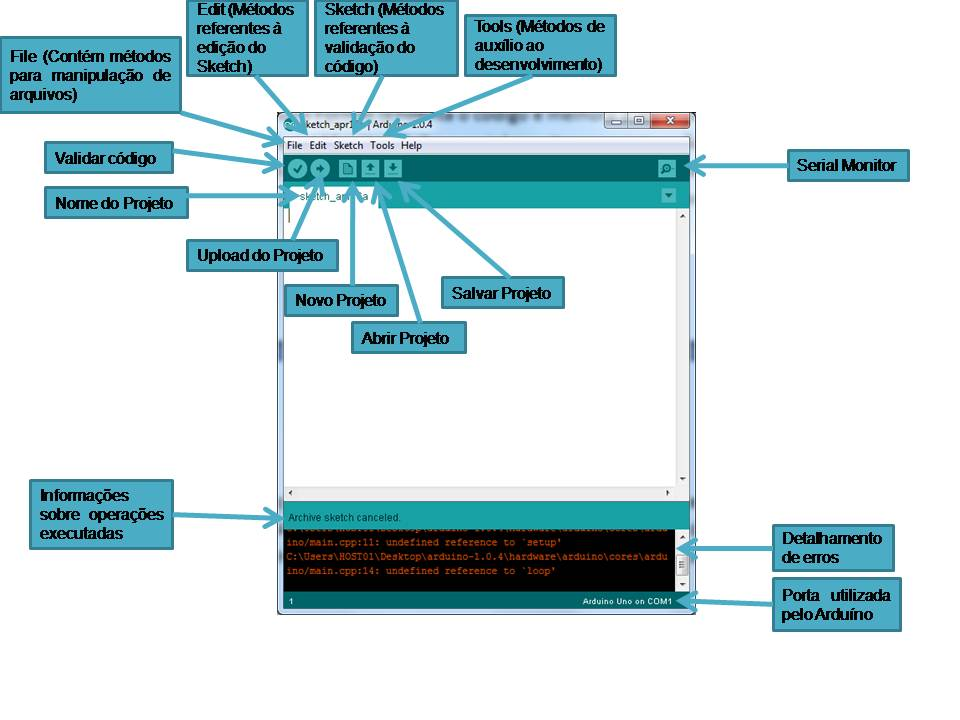 Edit (Métodos
referentes à
edição do
Sketch)
Sketch (Métodos
referentes à
validação do
código)
Tools (Métodos de
auxílio ao
desenvolvimento)
File (Contém métodos
para manipulação de
arquivos)
Arduino 1.0.4
File Edit Sketch Tools Help
Validar código
Serial Monitor
Nome do Projeto
Upload do Projeto
Novo Projeto
Salvar Projeto
Abrir Projeto
Informações
sobre operações
executadas
Archive sketch canceled.
ino/main.cpp:11: undefined reference to `setup'
C:\Users\HOST01\Desktop\arduino-1.0.4\hardware\arduino\cores\ardu
ino/main.cpp:14: undefined reference to `loop'
Detalhamento
de erros
1
Arduino Uno on COM1
Porta utilizada
pelo Arduíno